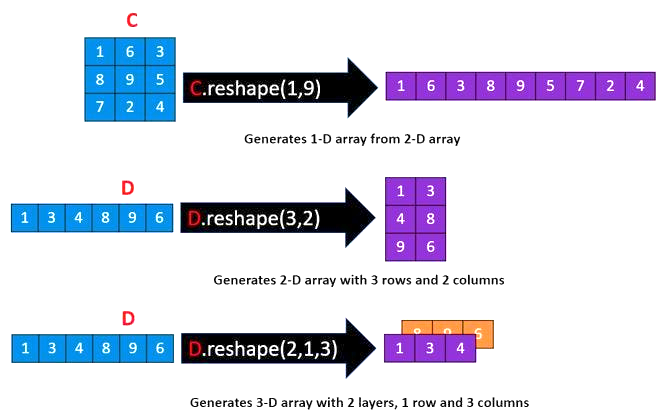 C
1 6 3
8 9 5
7 2 4
C.reshape(1,9)
1 6 3 8 9 5 7 2 4
Generates 1-D array from 2-D array
D
1 3 4 8 9 6
D.reshape(3,2)
1 3
4 8
9 6
Generates 2-D array with 3 rows and 2 columns
D
1 3 4 8 9 6
D.reshape(2,1,3)
8 9 6
1 3 4
Generates 3-D array with 2 layers, 1 row and 3 columns